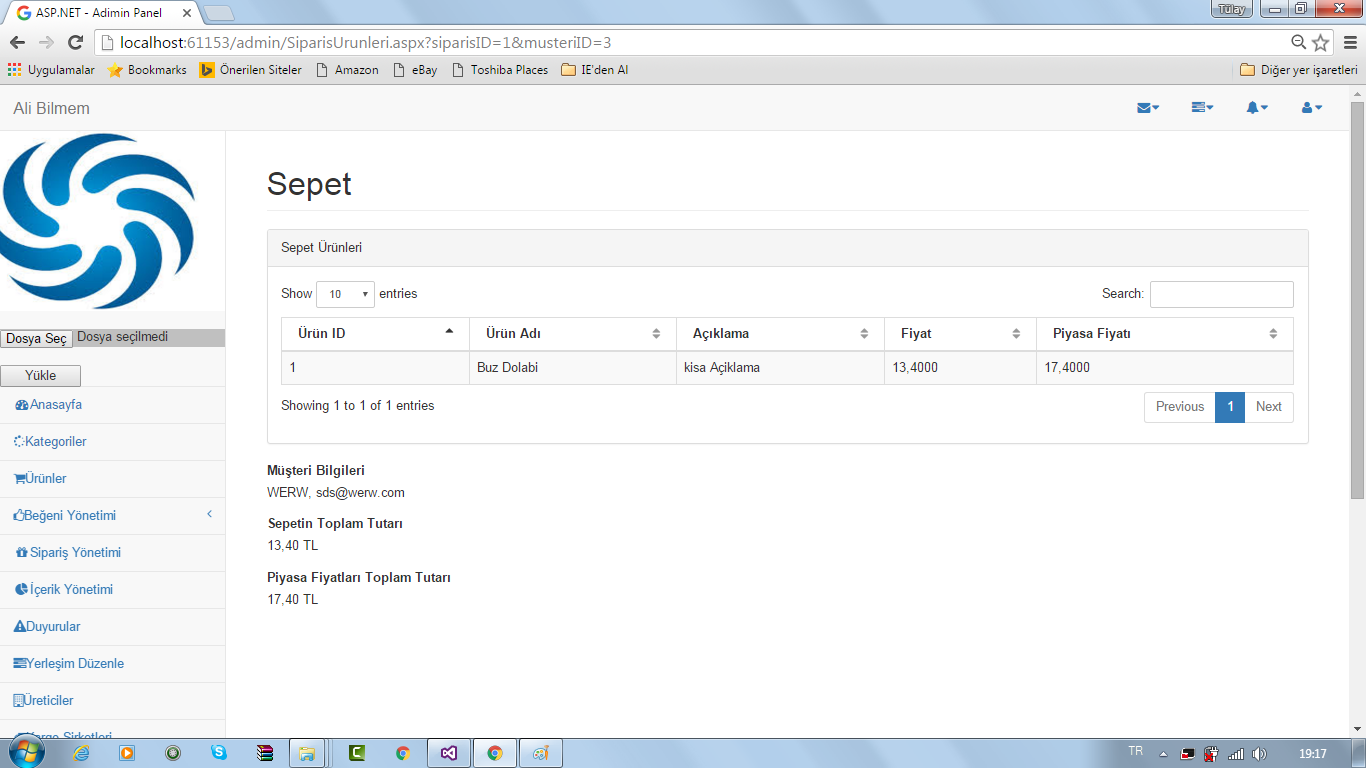 ASP.NET - Adimin Panel
Tülay
localhost:61153/admin/SiparisUrunleri.aspx?siparisID=1&musteriID=3
Uygulamalar Bookmarks Önerilen Siteler Amazon eBay Toshiba Places IE'den Al Diğer yer işaretleri
Ali Bilmem
Dosya Seç Dosya seçilmedi
Yükle
Anasayfa
Kategoriler
Ürünler
Beğeni Yönetimi
Sipariş Yönetimi
İçerik Yönetimi
Duyurular
Yerleşim Düzenle
Üreticiler
Kargo Şirketleri
Sepet
Sepet Ürünleri
Show 10 entries Search:
Ürün ID Ürün Adı Açıklama Fiyat Piyasa Fiyatı
1 Buz Dolabi kisa Açiklama 13,4000 17,4000
Showing 1 to 1 of 1 entries Previous 1 Next
Müşteri Bilgileri
WERW, sds@werw.com
Sepetin Toplam Tutarı
13,40 TL
Piyasa Fiyatları Toplam Tutarı
17,40 TL
TR 19:17